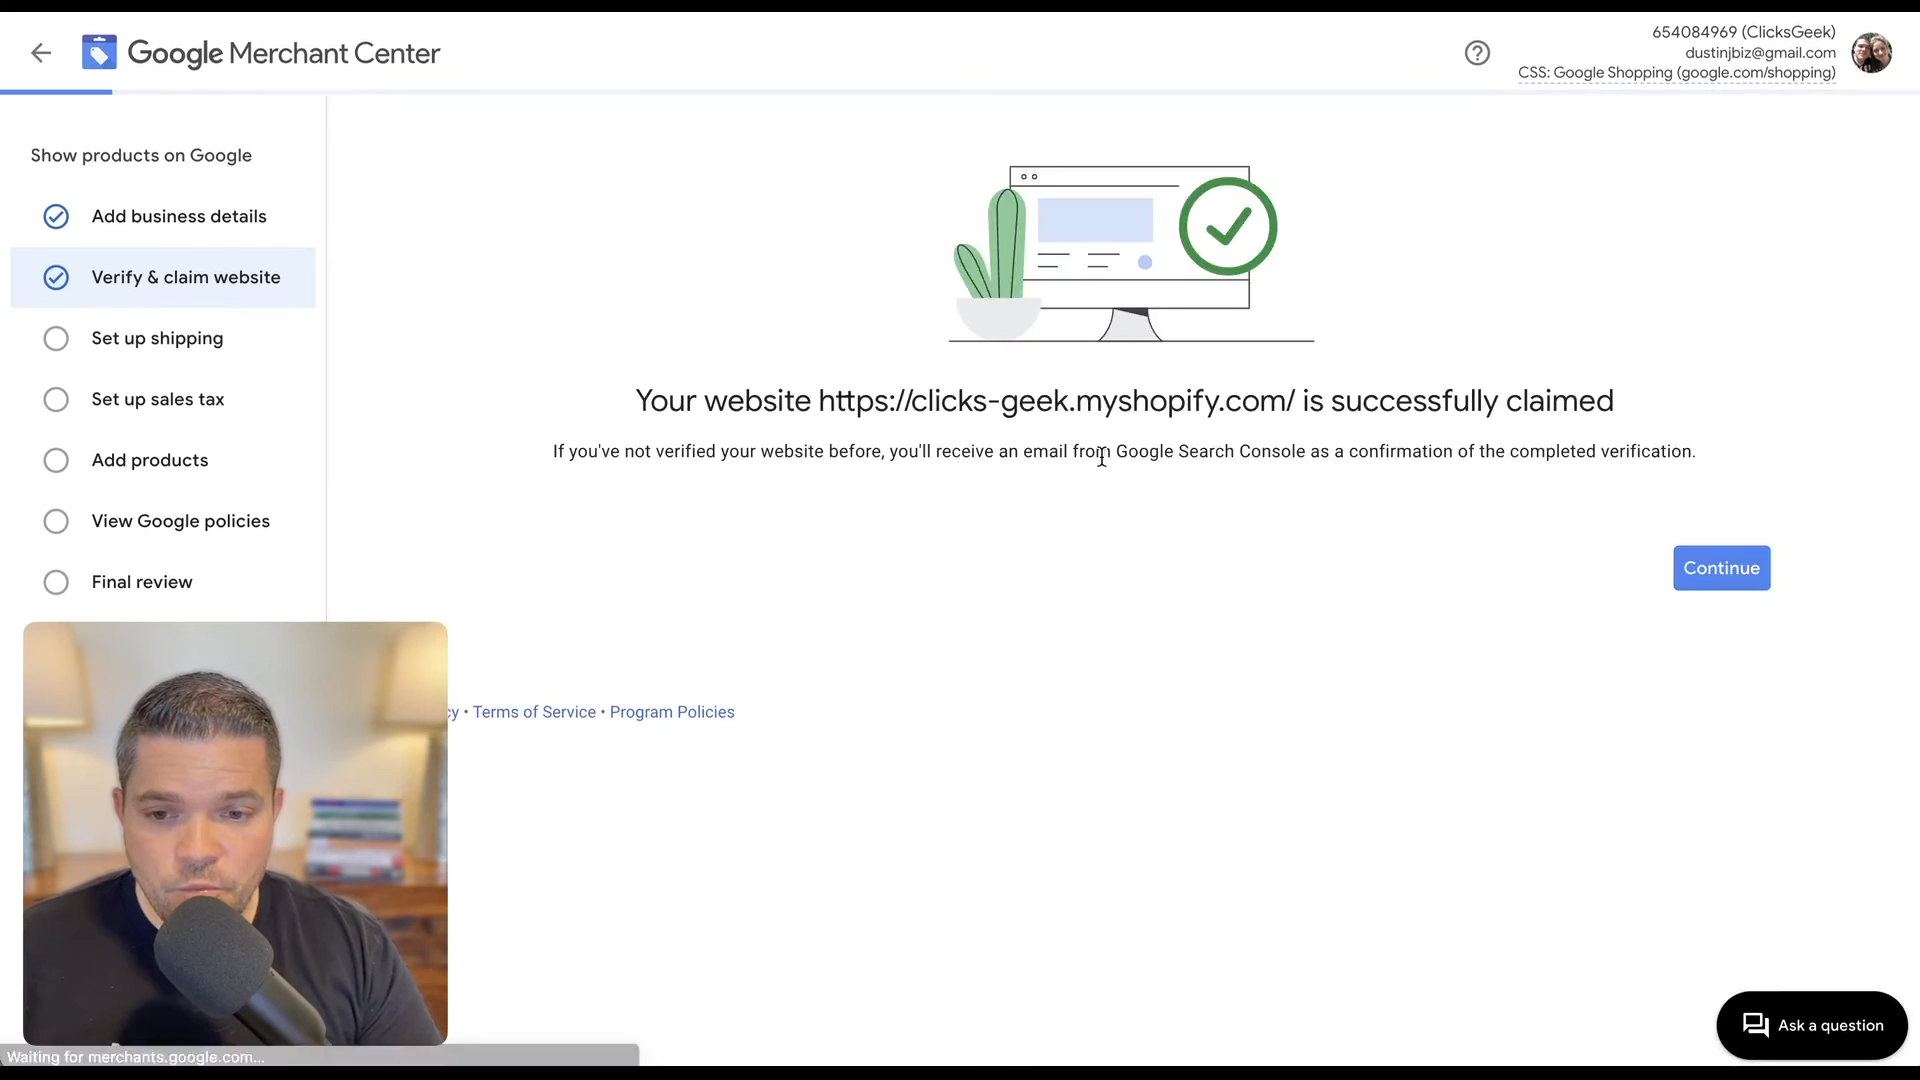 Google Merchant Center
654084969 (ClicksGeek)
dustinjbiz@gmail.com
CSS: Google Shopping (google.com/shopping)
Show products on Google
Add business details
Verify & claim website
Set up shipping
Set up sales tax
Add products
View Google policies
Final review
Your website https://clicks-geek.myshopify.com/ is successfully claimed
If you've not verified your website before, you'll receive an email from Google Search Console as a confirmation of the completed verification.
Continue
cy • Terms of Service • Program Policies
Ask a question
Waiting for merchants.google.com...